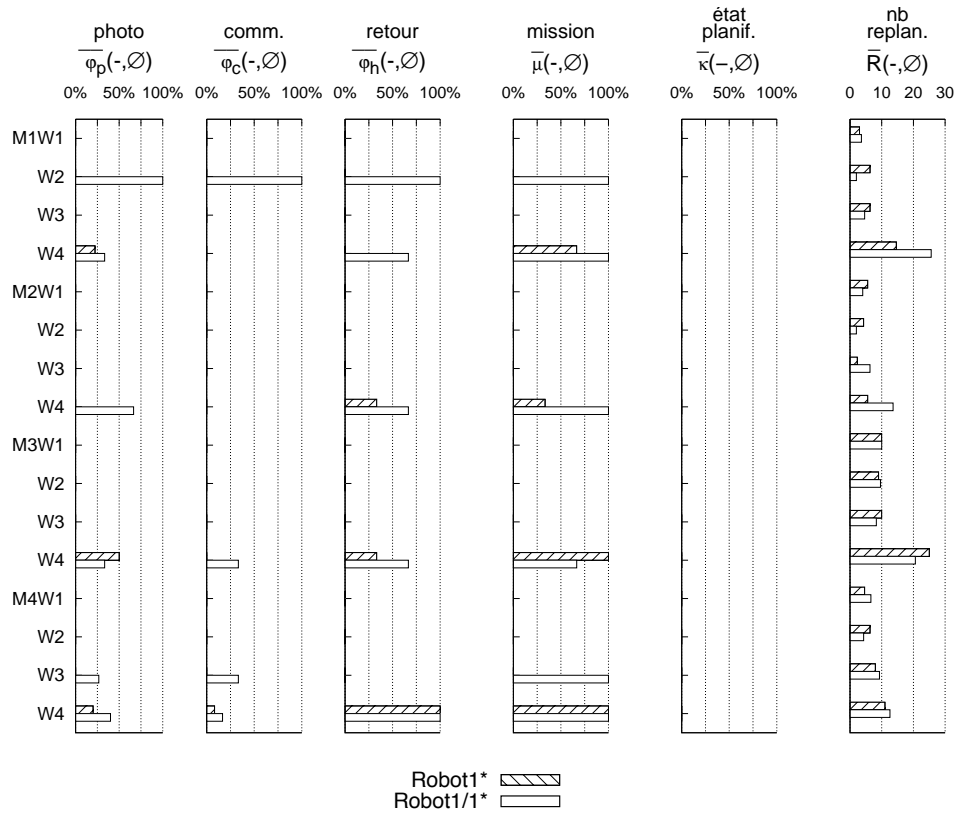 photo comm. retour mission état planif. nb replan.
φp(-,∅) φc(-,∅) φh(-,∅) μ(-,∅) κ(–,∅) R(-,∅)
0% 50% 100% 0% 50% 100% 0% 50% 100% 0% 50% 100% 0% 50% 100% 0 10 20 30
M1W1
W2
W3
W4
M2W1
W2
W3
W4
M3W1
W2
W3
W4
M4W1
W2
W3
W4
Robot1*
Robot1/1*